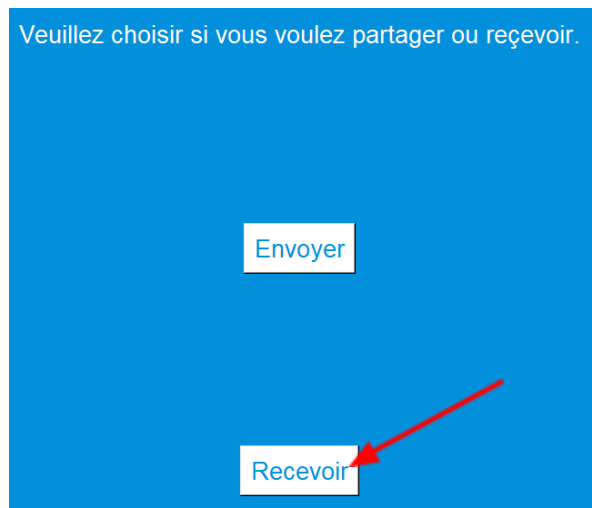 Veuillez choisir si vous voulez partager ou reçevoir.
Envoyer
Recevoir